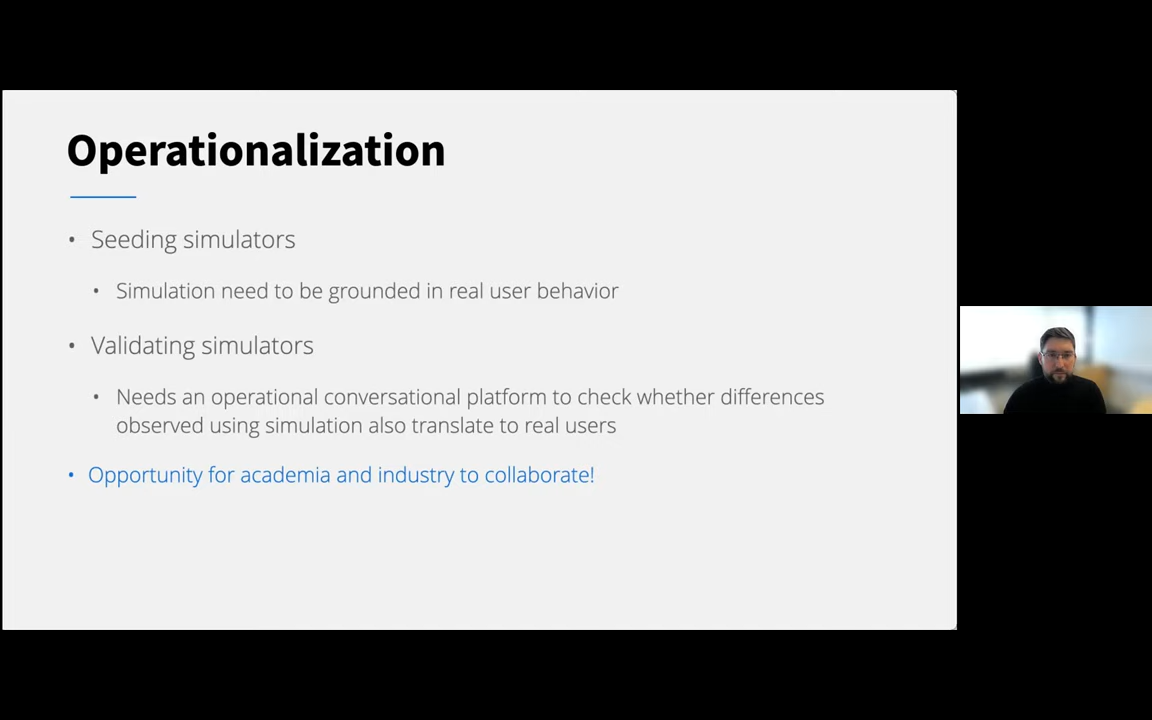 Operationalization
• Seeding simulators
• Simulation need to be grounded in real user behavior
• Validating simulators
• Needs an operational conversational platform to check whether differences
observed using simulation also translate to real users
• Opportunity for academia and industry to collaborate!